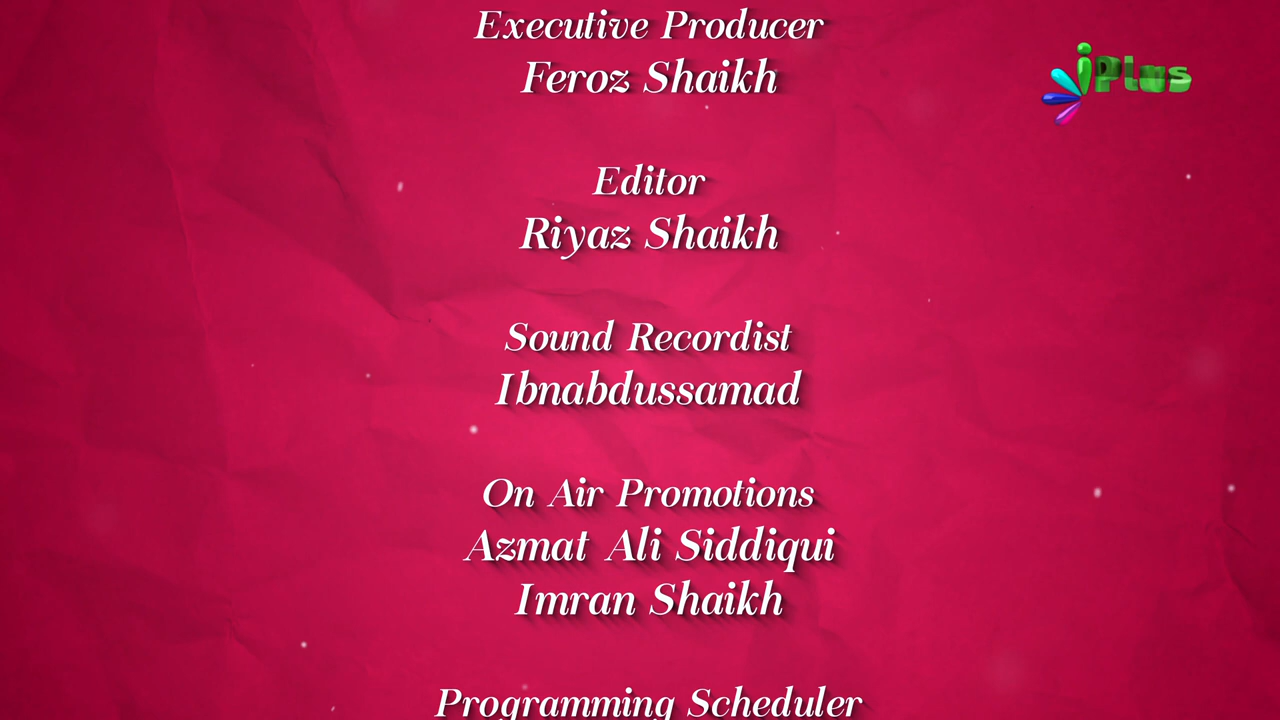 Executive Producer
Feroz Shaikh
iPlus
Editor
Riyaz Shaikh
Sound Recordist
Ibnabdussamad
On Air Promotions
Azmat Ali Siddiqui
Imran Shaikh
Programming Scheduler